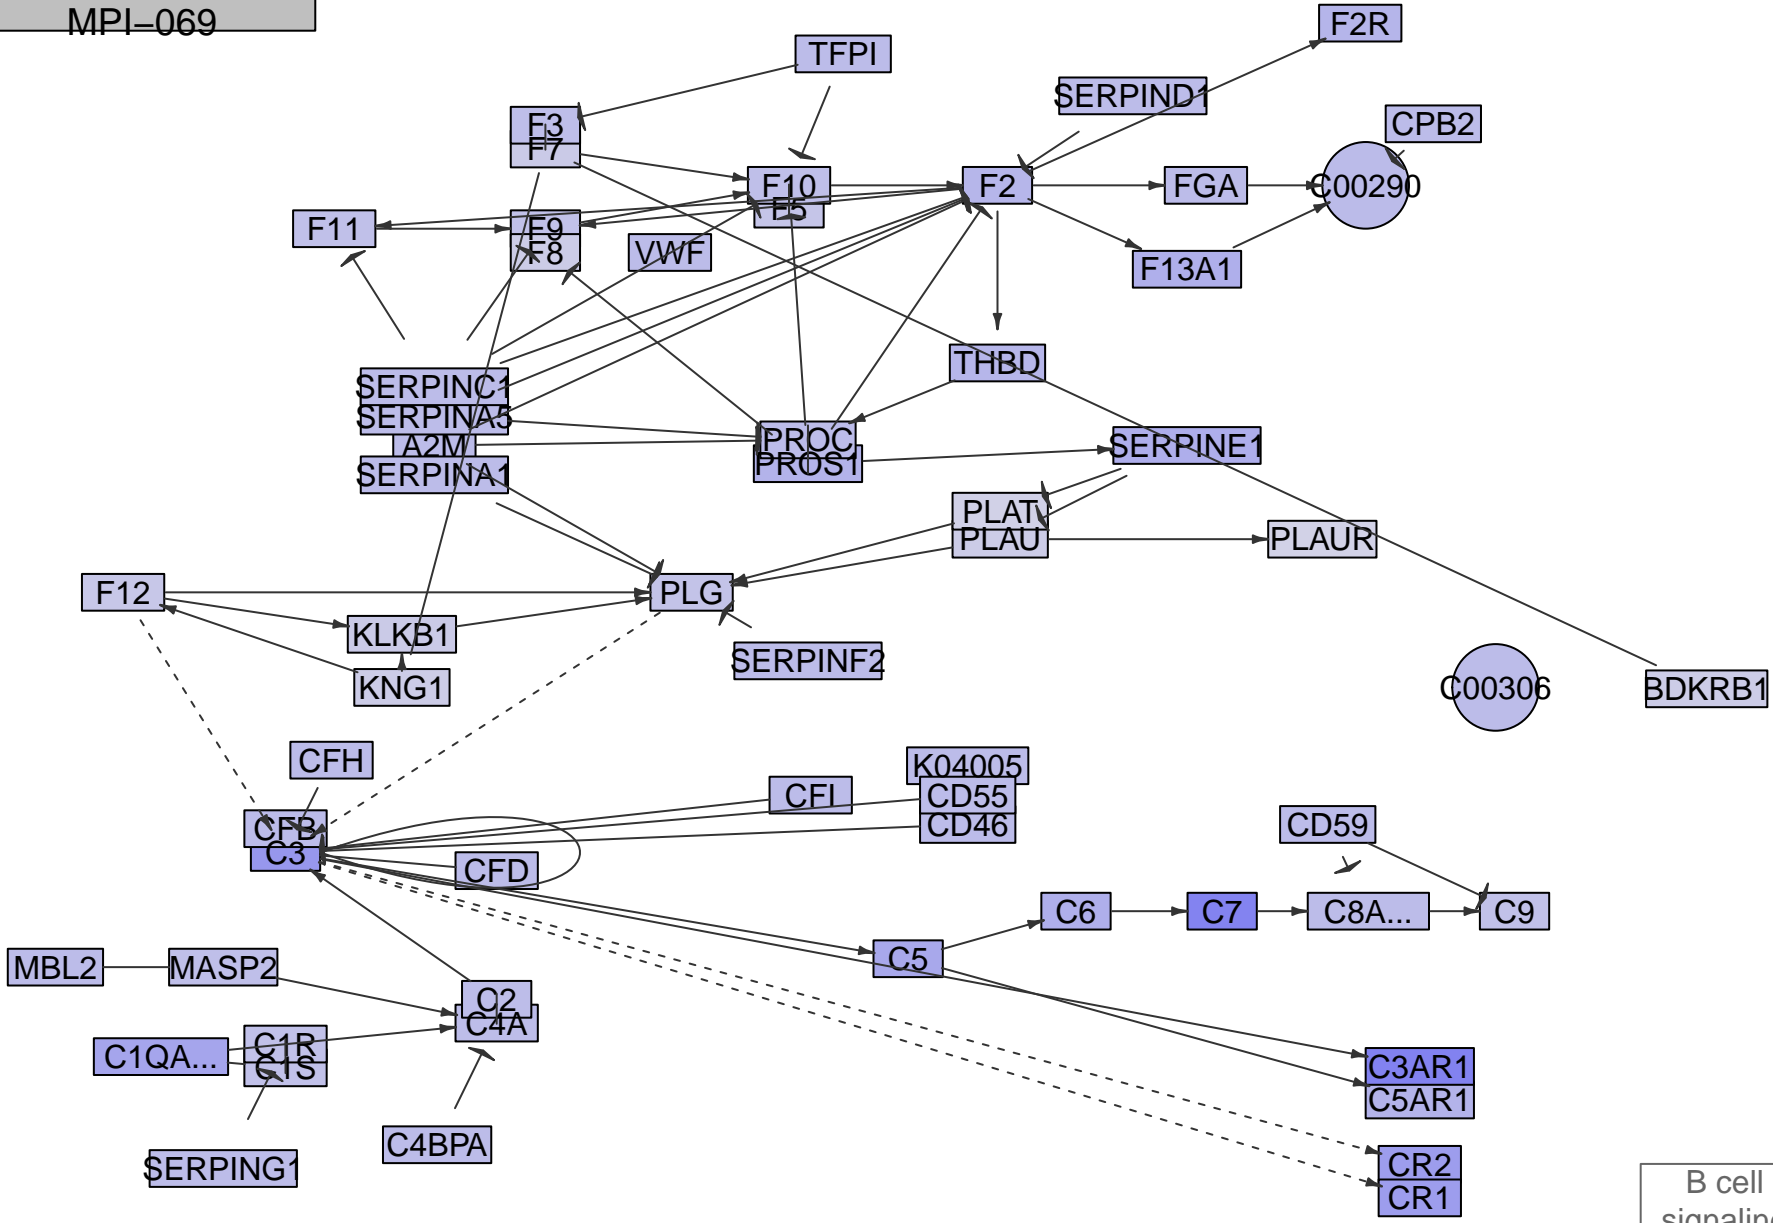 MPI–069
F2R
TFPI
SERPIND1
CPB2
F3
F7
F10
F5
F2
FGA
C00290
F11
F9
F8
VWF
F13A1
THBD
SERPINC1
SERPINA5
A2M
SERPINA1
PROC
PROS1
SERPINE1
PLAT
PLAU
PLAUR
F12
PLG
KLKB1
KNG1
SERPINF2
C00306
BDKRB1
CFH
K04005
CFI
CD55
CD46
CFB
C3
CFD
CD59
C6
C7
C8A...
C9
C5
MBL2
MASP2
C2
C4A
C1QA...
C1R
C1S
C3AR1
C5AR1
C4BPA
SERPING1
CR2
CR1
B cell
signaling